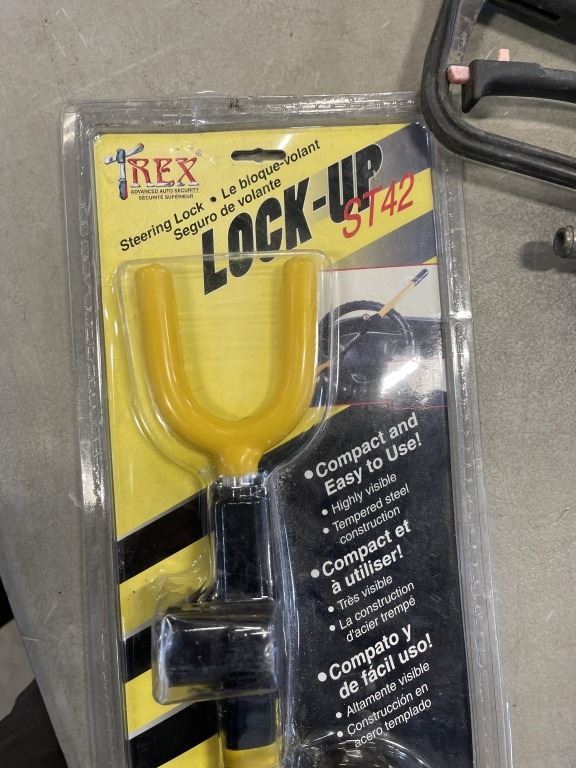 TREX®
ADVANCED AUTO SECURITY
SÉCURITÉ SUPÉRIEUR
Steering Lock • Le bloque-volant
Seguro de volante
LOCK-UP
ST42
• Compact and
Easy to Use!
• Highly visible
• Tempered steel
construction
• Compact et
à utiliser!
• Très visible
• La construction
d'acier trempé
• Compato y
de fácil uso!
• Altamente visible
• Construcción en
acero templado